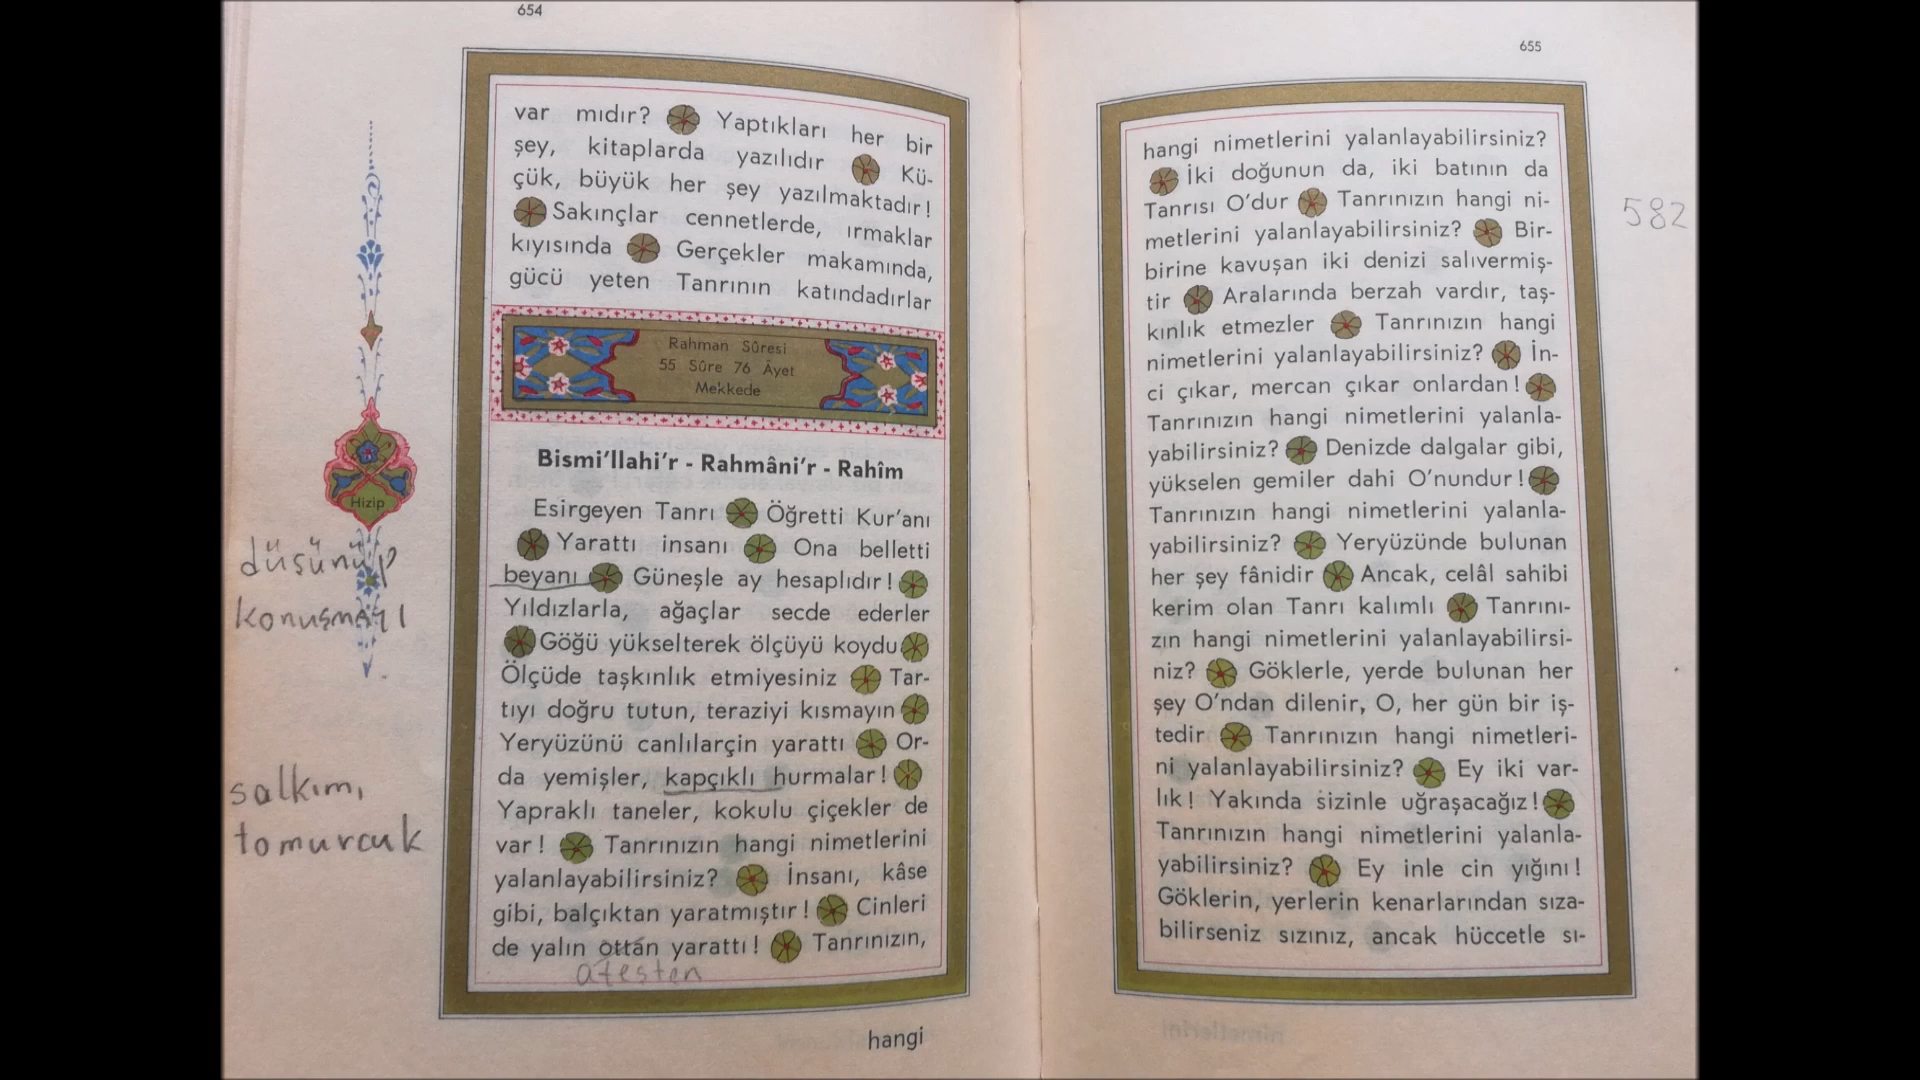 654
var mıdır? Yaptıkları her bir
şey, kitaplarda yazılıdır Kü-
çük, büyük her şey yazılmaktadır!
Sakınçlar cennetlerde, ırmaklar
kıyısında Gerçekler makamında,
gücü yeten Tanrının katındadırlar
Rahman Sûresi
55 Sûre 76 Âyet
Mekkede
Hizip
Bismi'llahi'r - Rahmâni'r - Rahîm
Esirgeyen Tanrı Öğretti Kur'anı
Yarattı insanı Ona belletti
beyanı Güneşle ay hesaplıdır!
düşünüp
konuşmayı
Yıldızlarla, ağaçlar secde ederler
Göğü yükselterek ölçüyü koydu
Ölçüde taşkınlık etmiyesiniz Tar-
tıyı doğru tutun, teraziyi kısmayın
Yeryüzünü canlılarçin yarattı Or-
da yemişler, kapçıklı hurmalar!
salkım,
tomurcuk
Yapraklı taneler, kokulu çiçekler de
var! Tanrınızın hangi nimetlerini
yalanlayabilirsiniz? İnsanı, kâse
gibi, balçıktan yaratmıştır! Cinleri
de yalın ottan yarattı! Tanrınızın,
ateşten
hangi
655
hangi nimetlerini yalanlayabilirsiniz?
İki doğunun da, iki batının da
Tanrısı O'dur Tanrınızın hangi ni-
582
metlerini yalanlayabilirsiniz? Bir-
birine kavuşan iki denizi salıvermiş-
tir Aralarında berzah vardır, taş-
kınlık etmezler Tanrınızın hangi
nimetlerini yalanlayabilirsiniz? İn-
ci çıkar, mercan çıkar onlardan!
Tanrınızın hangi nimetlerini yalanla-
yabilirsiniz? Denizde dalgalar gibi,
yükselen gemiler dahi O'nundur!
Tanrınızın hangi nimetlerini yalanla-
yabilirsiniz? Yeryüzünde bulunan
her şey fânidir Ancak, celâl sahibi
kerim olan Tanrı kalımlı Tanrını-
zın hangi nimetlerini yalanlayabilirsi-
niz? Göklerle, yerde bulunan her
şey O'ndan dilenir, O, her gün bir iş-
tedir Tanrınızın hangi nimetleri-
ni yalanlayabilirsiniz? Ey iki var-
lık! Yakında sizinle uğraşacağız!
Tanrınızın hangi nimetlerini yalanla-
yabilirsiniz? Ey inle cin yığını!
Göklerin, yerlerin kenarlarından sıza-
bilirseniz sızınız, ancak hüccetle sı-